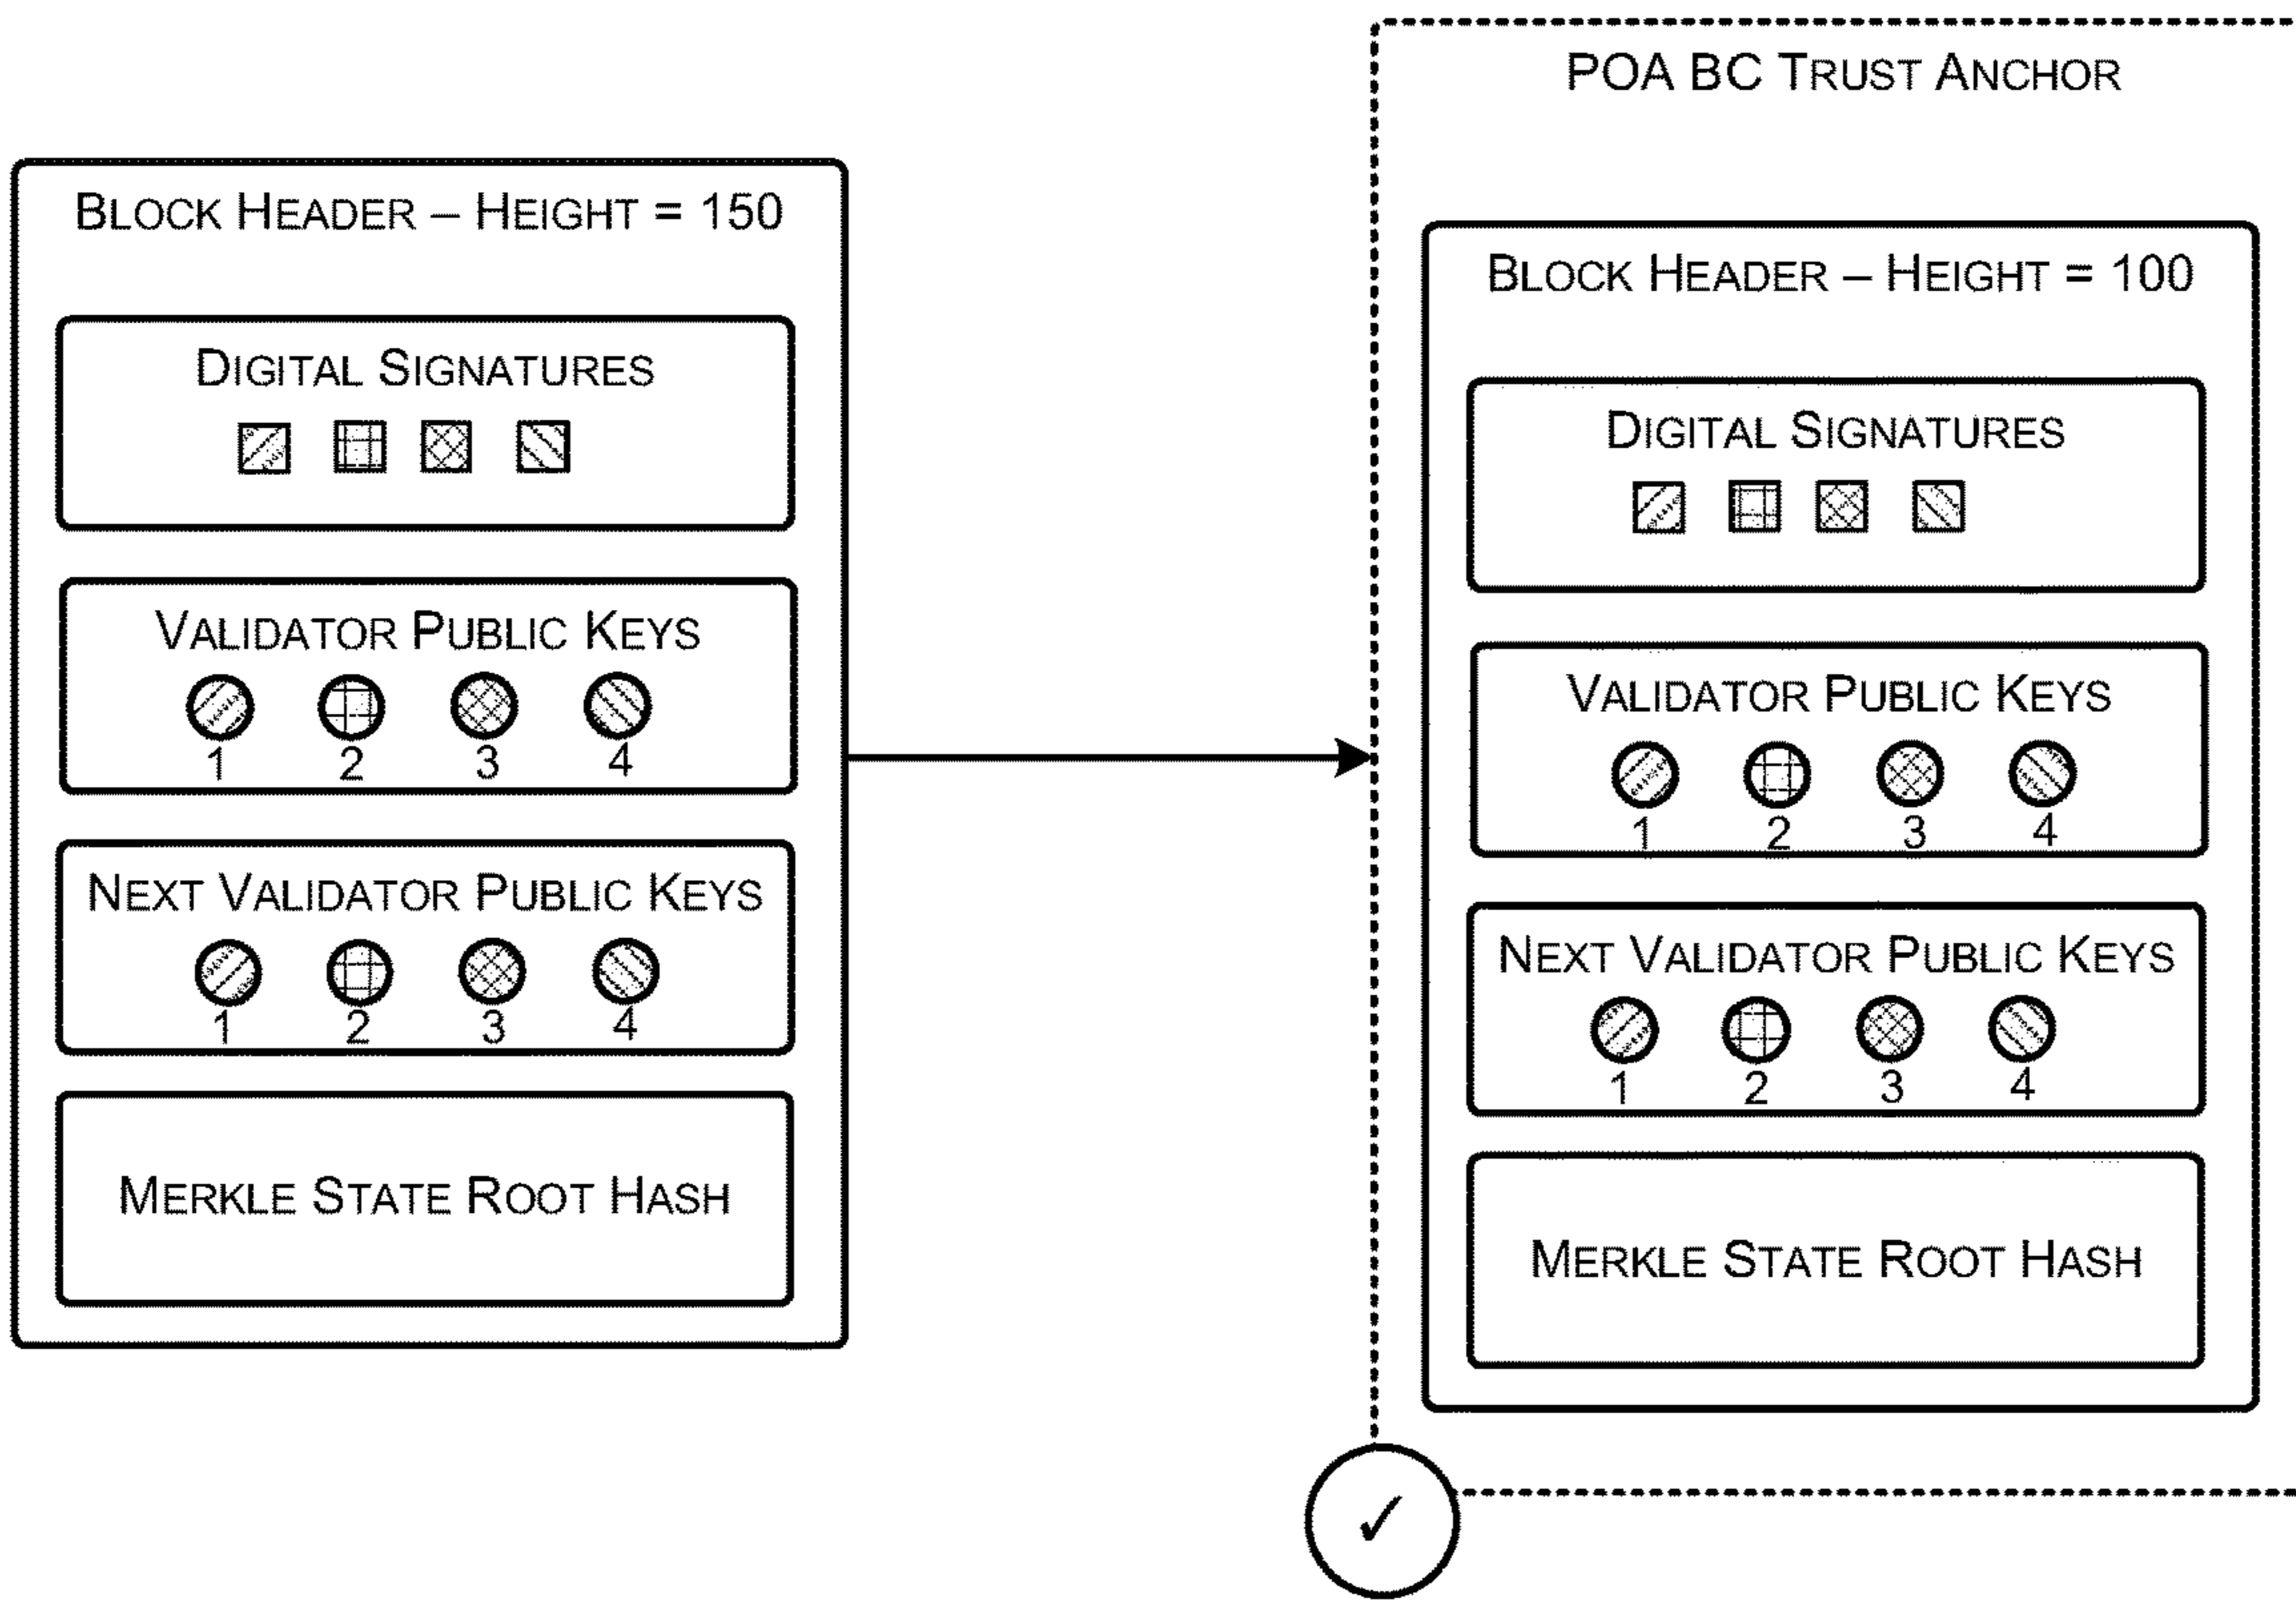 BLOCK HEADER – HEIGHT = 150
DIGITAL SIGNATURES
VALIDATOR PUBLIC KEYS
1 2 3 4
NEXT VALIDATOR PUBLIC KEYS
1 2 3 4
MERKLE STATE ROOT HASH
POA BC TRUST ANCHOR
BLOCK HEADER – HEIGHT = 100
DIGITAL SIGNATURES
VALIDATOR PUBLIC KEYS
1 2 3 4
NEXT VALIDATOR PUBLIC KEYS
1 2 3 4
MERKLE STATE ROOT HASH
✓